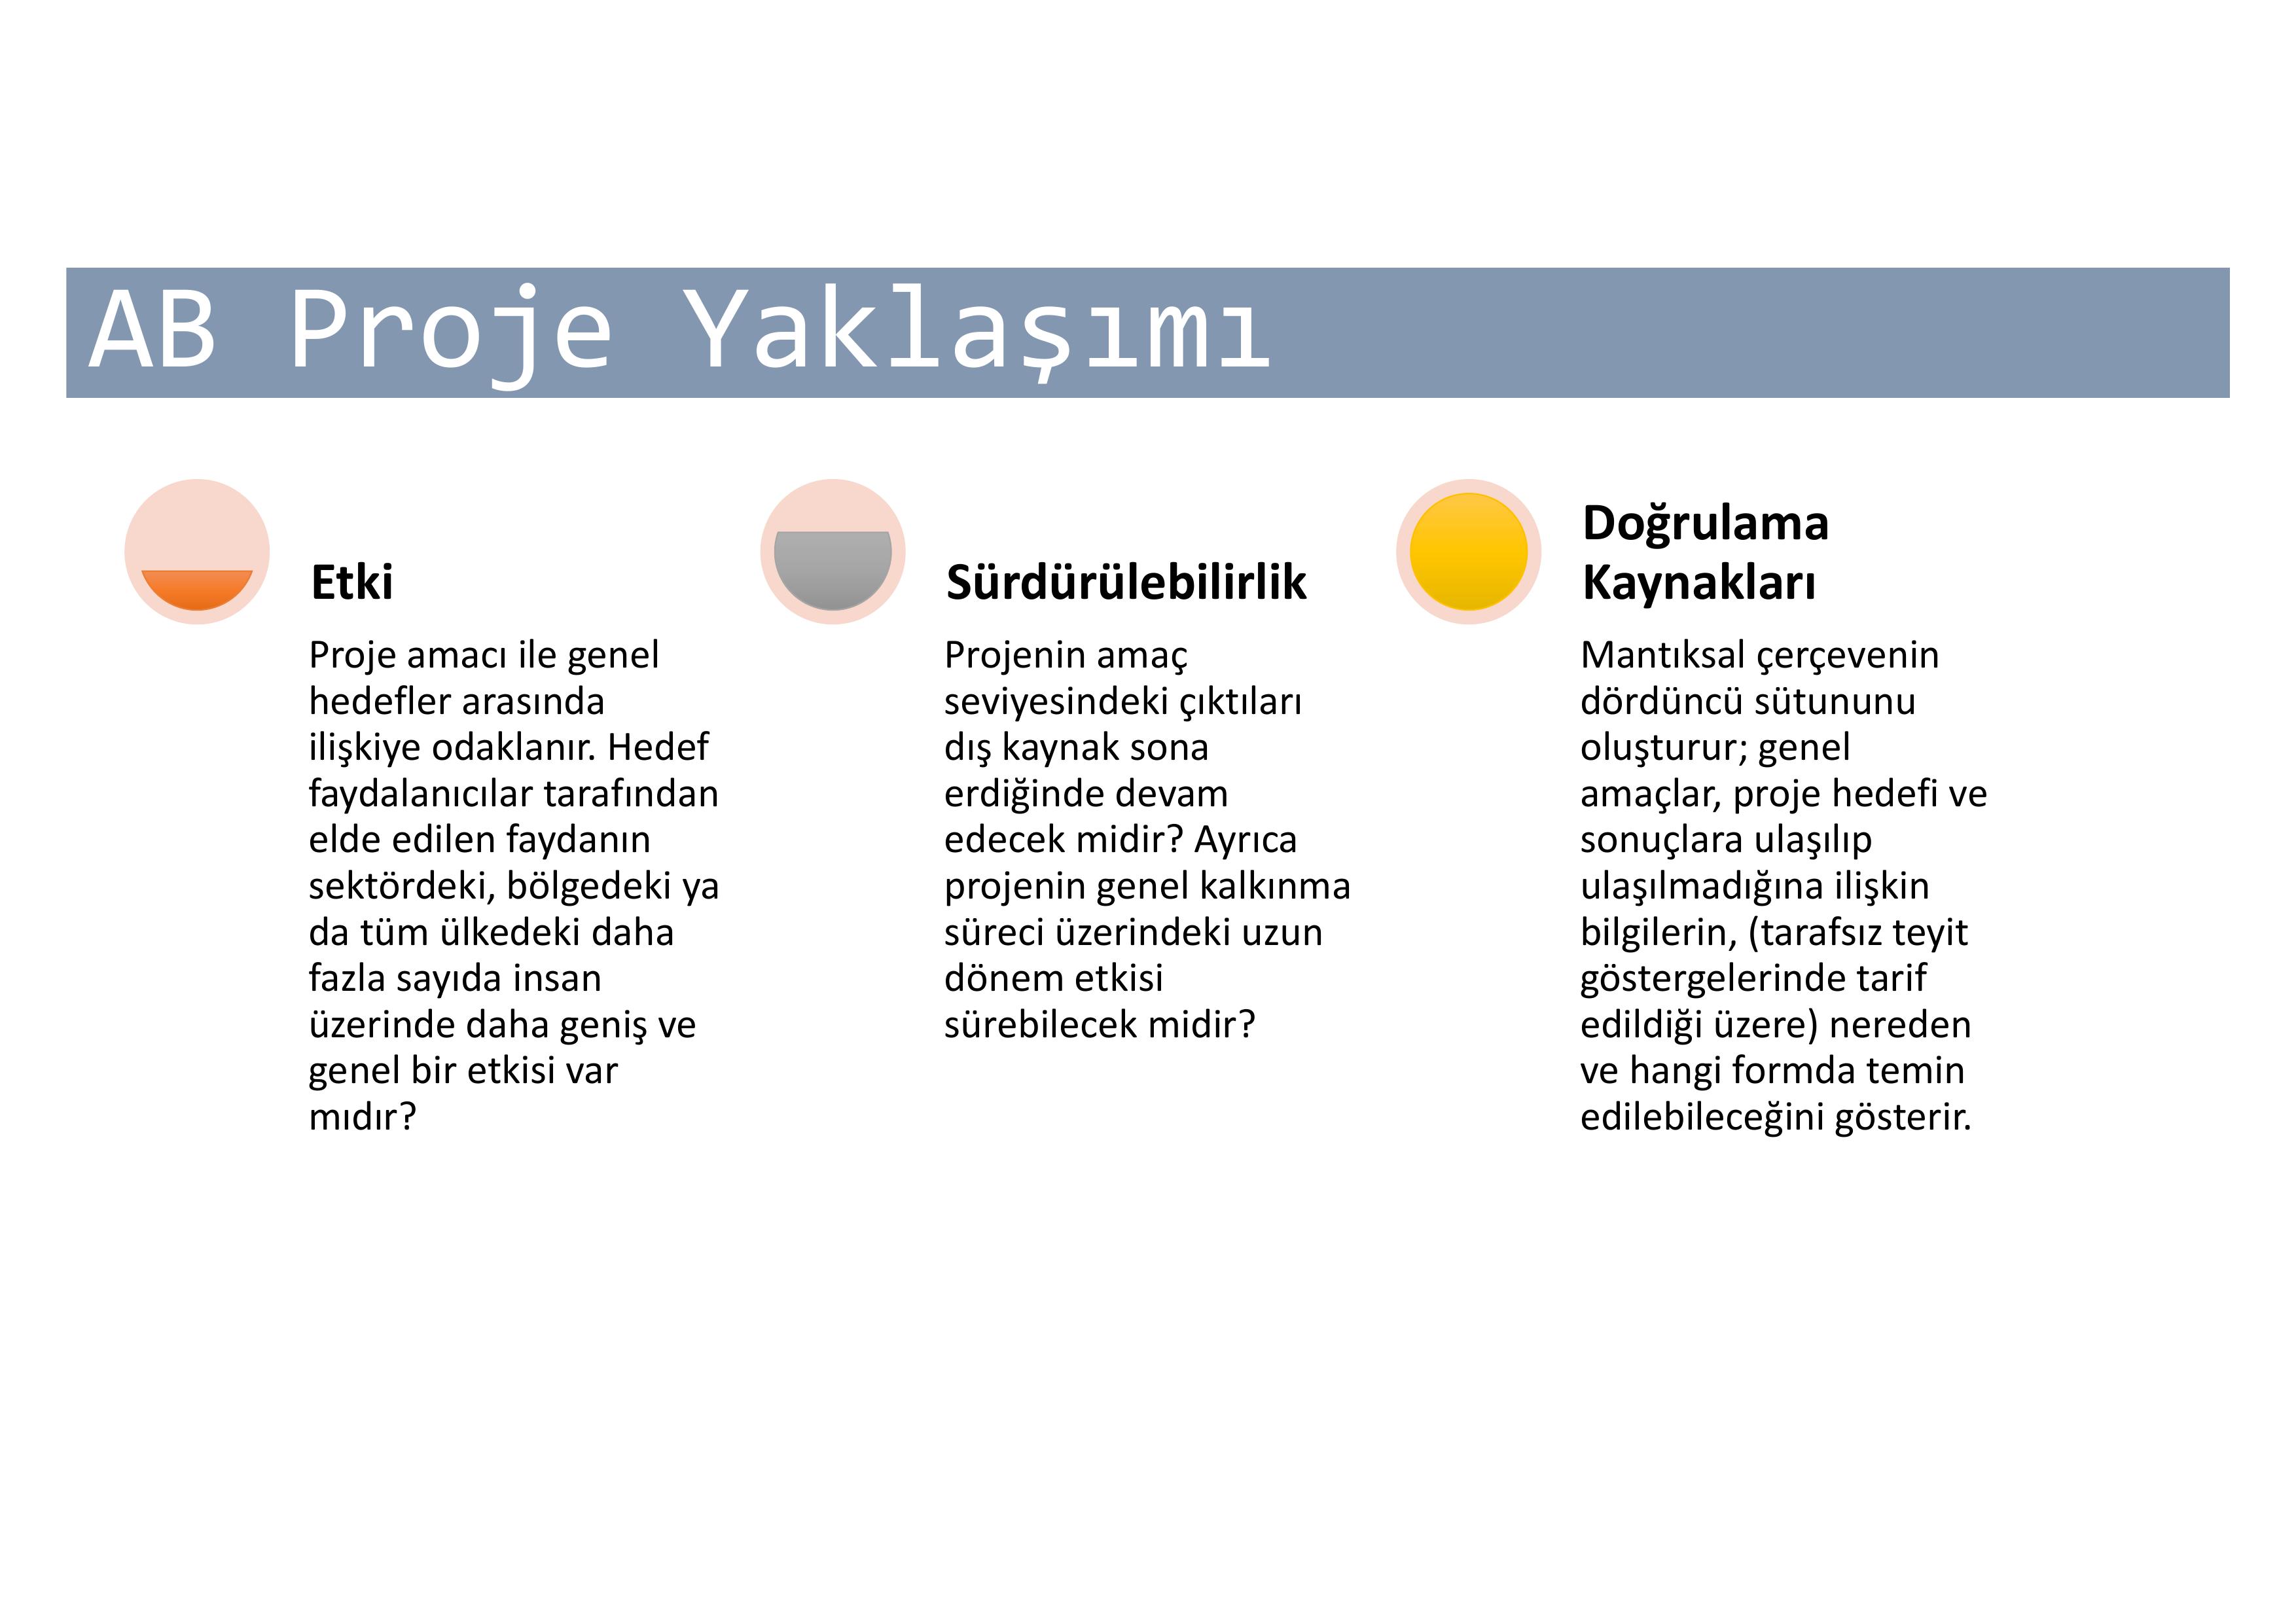 AB Proje Yaklaşımı
Etki
Proje amacı ile genel
hedefler arasında
ilişkiye odaklanır. Hedef
faydalanıcılar tarafından
elde edilen faydanın
sektördeki, bölgedeki ya
da tüm ülkedeki daha
fazla sayıda insan
üzerinde daha geniş ve
genel bir etkisi var
mıdır?
Sürdürülebilirlik
Projenin amaç
seviyesindeki çıktıları
dış kaynak sona
erdiğinde devam
edecek midir? Ayrıca
projenin genel kalkınma
süreci üzerindeki uzun
dönem etkisi
sürebilecek midir?
Doğrulama
Kaynakları
Mantıksal çerçevenin
dördüncü sütununu
oluşturur; genel
amaçlar, proje hedefi ve
sonuçlara ulaşılıp
ulaşılmadığına ilişkin
bilgilerin, (tarafsız teyit
göstergelerinde tarif
edildiği üzere) nereden
ve hangi formda temin
edilebileceğini gösterir.